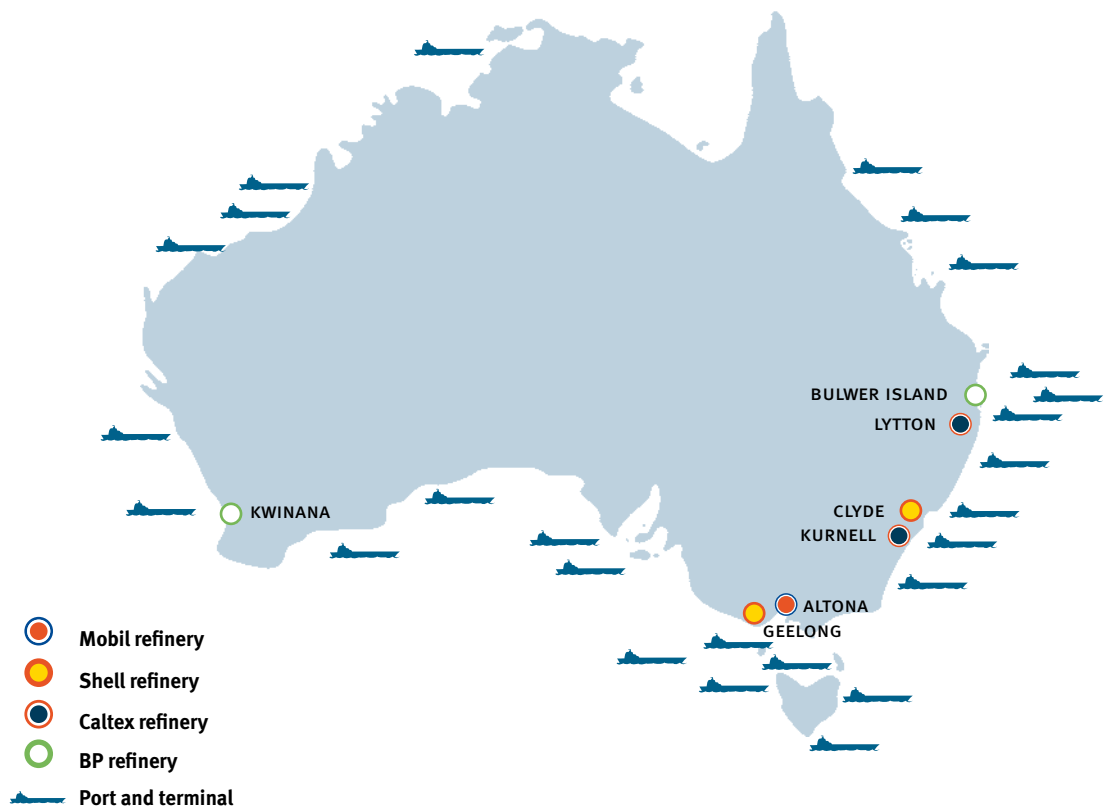 BULWER ISLAND
LYTTON
CLYDE
KWINANA
KURNELL
ALTONA
GEELONG
Mobil refinery
Shell refinery
Caltex refinery
BP refinery
Port and terminal